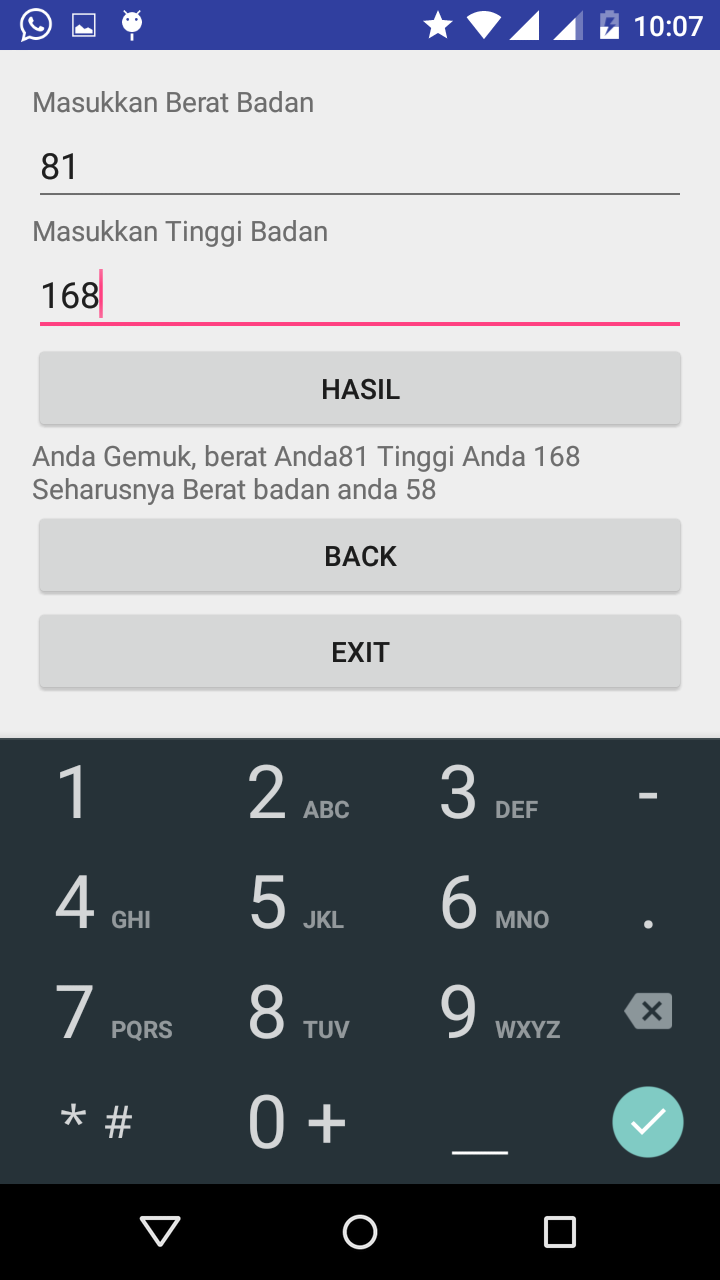 10:07
Masukkan Berat Badan
81
Masukkan Tinggi Badan
168
HASIL
Anda Gemuk, berat Anda81 Tinggi Anda 168
Seharusnya Berat badan anda 58
BACK
EXIT
1 2 ABC 3 DEF -
4 GHI 5 JKL 6 MNO .
7 PQRS 8 TUV 9 WXYZ
* # 0 + _